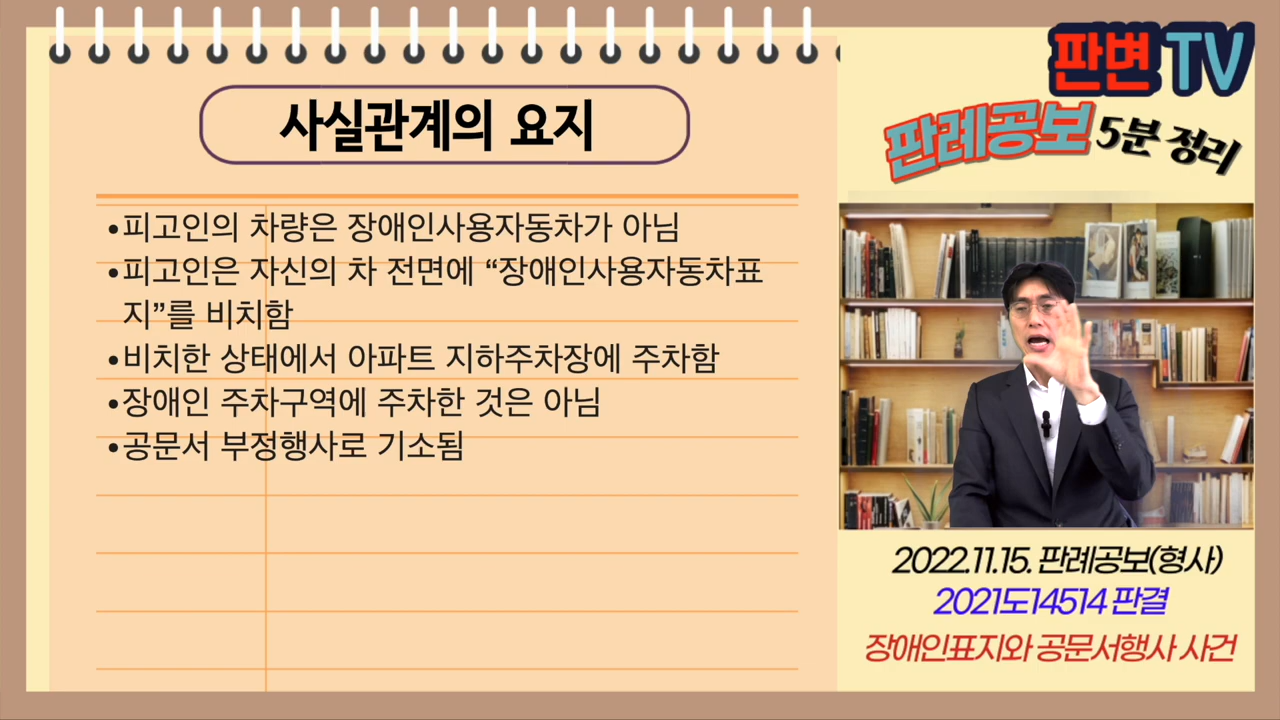 사실관계의 요지
•피고인의 차량은 장애인사용자동차가 아님
•피고인은 자신의 차 전면에 “장애인사용자동차표
지”를 비치함
•비치한 상태에서 아파트 지하주차장에 주차함
•장애인 주차구역에 주차한 것은 아님
•공문서 부정행사로 기소됨
판변 TV
판례공보 5분 정리
2022.11.15. 판례공보(형사)
2021도14514 판결
장애인표지와 공문서행사 사건